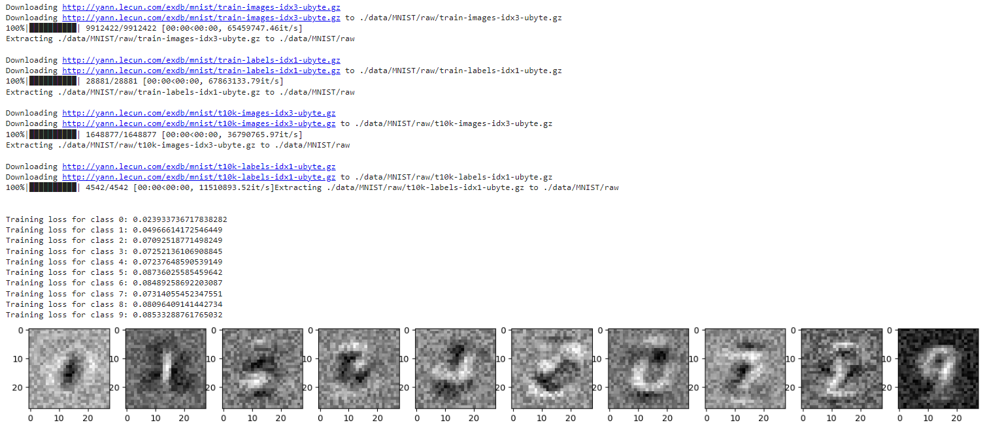 Downloading http://yann.lecun.com/exdb/mnist/train-images-idx3-ubyte.gz
Downloading http://yann.lecun.com/exdb/mnist/train-images-idx3-ubyte.gz to ./data/MNIST/raw/train-images-idx3-ubyte.gz
100%|██████████| 9912422/9912422 [00:00<00:00, 65459747.46it/s]
Extracting ./data/MNIST/raw/train-images-idx3-ubyte.gz to ./data/MNIST/raw
Downloading http://yann.lecun.com/exdb/mnist/train-labels-idx1-ubyte.gz
Downloading http://yann.lecun.com/exdb/mnist/train-labels-idx1-ubyte.gz to ./data/MNIST/raw/train-labels-idx1-ubyte.gz
100%|██████████| 28881/28881 [00:00<00:00, 67863133.79it/s]
Extracting ./data/MNIST/raw/train-labels-idx1-ubyte.gz to ./data/MNIST/raw
Downloading http://yann.lecun.com/exdb/mnist/t10k-images-idx3-ubyte.gz
Downloading http://yann.lecun.com/exdb/mnist/t10k-images-idx3-ubyte.gz to ./data/MNIST/raw/t10k-images-idx3-ubyte.gz
100%|██████████| 1648877/1648877 [00:00<00:00, 36790765.97it/s]
Extracting ./data/MNIST/raw/t10k-images-idx3-ubyte.gz to ./data/MNIST/raw
Downloading http://yann.lecun.com/exdb/mnist/t10k-labels-idx1-ubyte.gz
Downloading http://yann.lecun.com/exdb/mnist/t10k-labels-idx1-ubyte.gz to ./data/MNIST/raw/t10k-labels-idx1-ubyte.gz
100%|██████████| 4542/4542 [00:00<00:00, 11510893.52it/s]Extracting ./data/MNIST/raw/t10k-labels-idx1-ubyte.gz to ./data/MNIST/raw
Training loss for class 0: 0.023933736717838282
Training loss for class 1: 0.04966614172546449
Training loss for class 2: 0.07092518771498249
Training loss for class 3: 0.07252136106908845
Training loss for class 4: 0.07237648590539149
Training loss for class 5: 0.08736025585459642
Training loss for class 6: 0.08489258692203087
Training loss for class 7: 0.07314055452347551
Training loss for class 8: 0.08096409141442734
Training loss for class 9: 0.08533288761765032
0 0 0 0 0 0 0 0 0 0
10 10 10 10 10 10 10 10 10 10
20 20 20 20 20 20 20 20 20 20
0 10 20 0 10 20 0 10 20 0 10 20 0 10 20 0 10 20 0 10 20 0 10 20 0 10 20 0 10 20